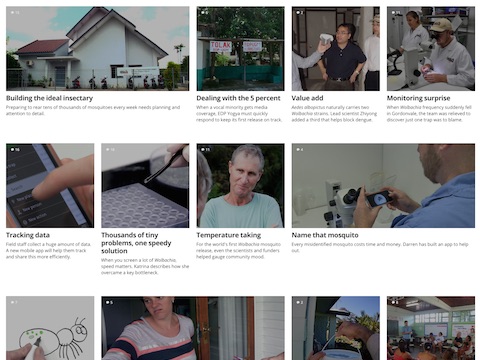 Building the ideal insectary
Preparing to rear tens of thousands of mosquitoes every week needs planning and
attention to detail.
Dealing with the 5 percent
When a vocal minority gets media
coverage, EDP Yogya must quickly
respond to keep its first release on track.
Value add
Aedes albopictus naturally carries two
Wolbachia strains. Lead scientist Zhiyong
added a third that helps block dengue.
Monitoring surprise
When Wolbachia frequency suddenly fell
in Gordonvale, the team was relieved to
discover just one trap was to blame.
TOLAK
Tracking data
Field staff collect a huge amount of data
A new mobile app will help them track
and share this more efficiently.
Thousands of tiny
problems, one speedy
solution
When you screen a lot of Wolbachia,
speed matters. Katrina describes how she
overcame a key bottleneck.
Temperature taking
For the world's first Wolbachia mosquito
release, even the scientists and funders
helped gauge community mood.
Name that mosquito
Every misidentified mosquito costs time and money. Darren has built an app to help
out.